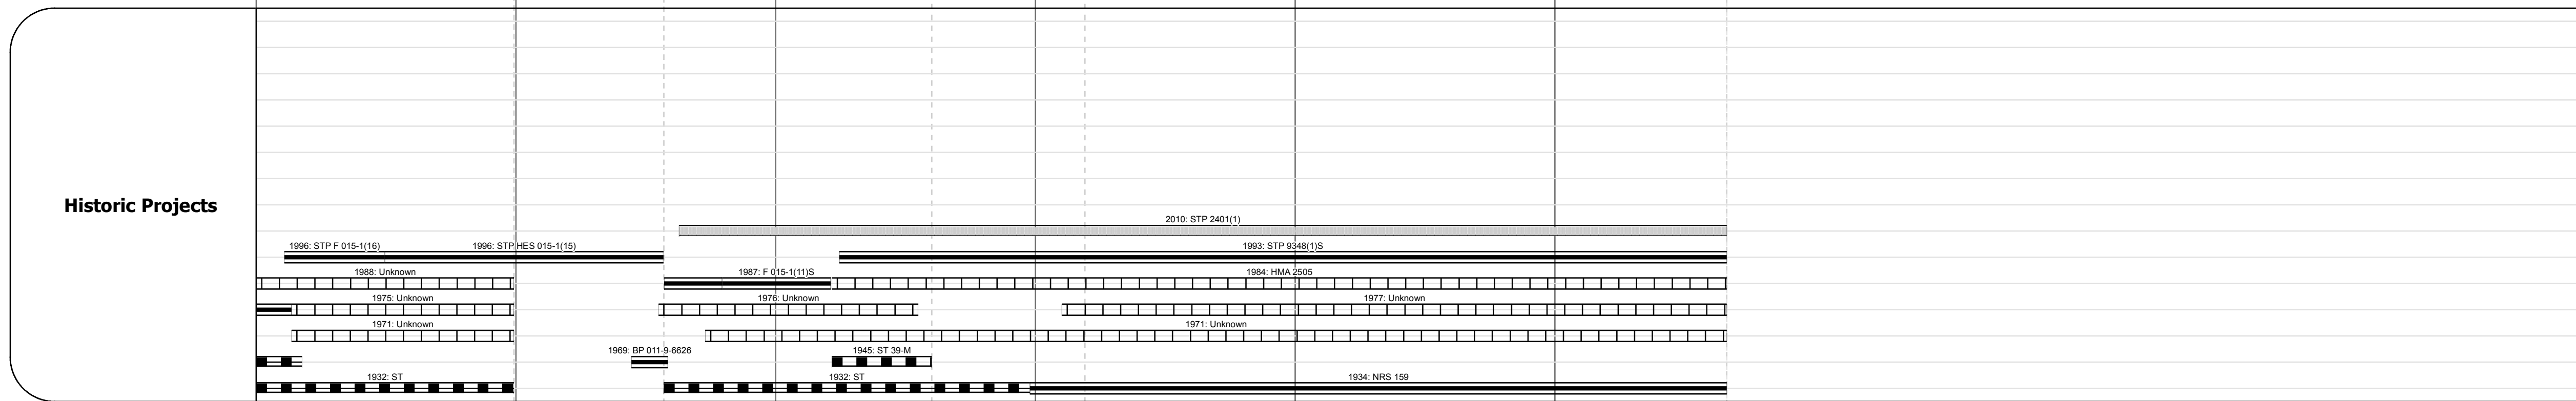 Historic Projects
2010: STP 2401(1)
1996: STP F 015-1(16)
1996: STP HES 015-1(15)
1993: STP 9348(1)S
1988: Unknown
1987: F 015-1(11)S
1984: HMA 2505
1975: Unknown
1976: Unknown
1977: Unknown
1971: Unknown
1971: Unknown
1969: BP 011-9-6626
1945: ST 39-M
1932: ST
1932: ST
1934: NRS 159